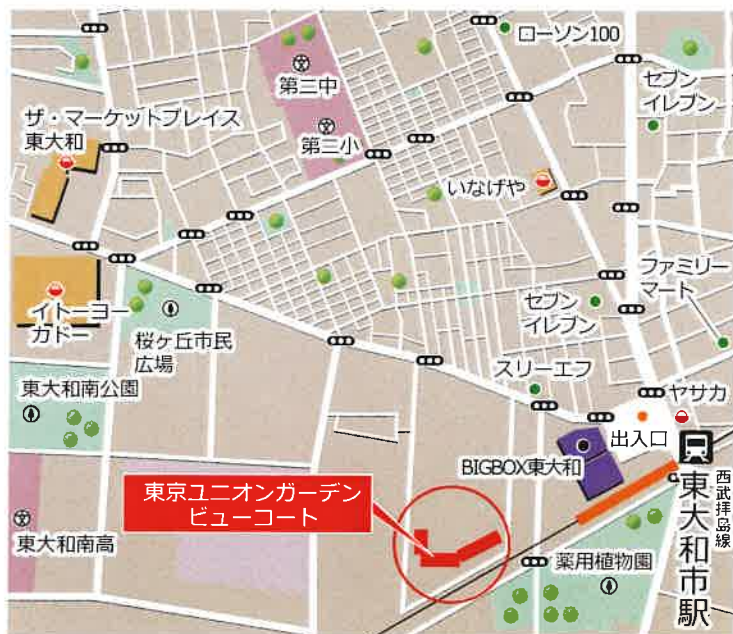 ローソン100
第三中
セブン
イレブン
ザ・マーケットプレイス
東大和
第三小
いなげや
ファミリー
マート
イトーヨー
カドー
セブン
イレブン
桜ヶ丘市民
広場
スリーエフ
東大和南公園
ヤサカ
出入口
BIGBOX東大和
東京ユニオンガーデン
ビューコート
西武拝島線
東大和市駅
東大和南高
薬用植物園